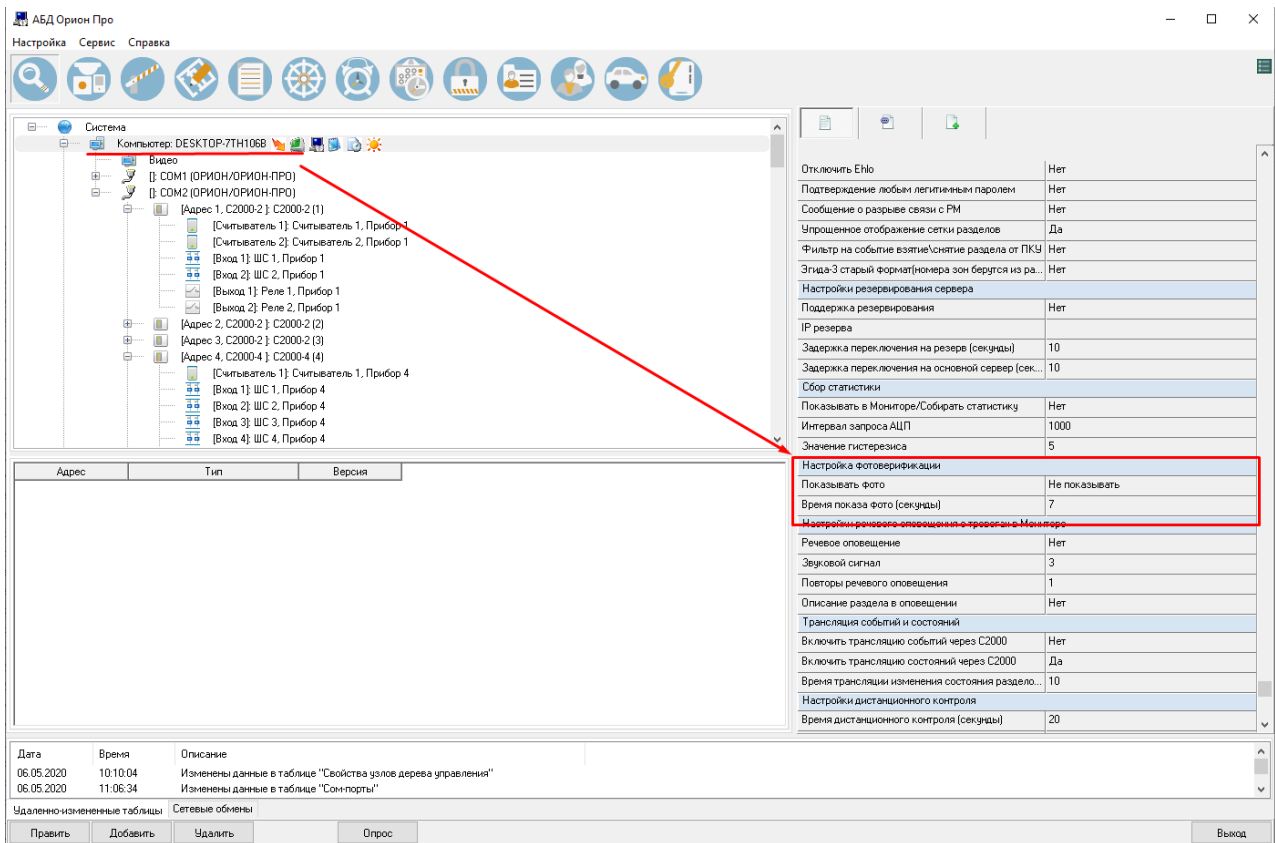 АБД Орион Про
Настройка Сервис Справка
Система
Компьютер: DESKTOP-7TH106B
Видео
[]: COM1 (ОРИОН/ОРИОН-ПРО)
[]: COM2 (ОРИОН/ОРИОН-ПРО)
[Адрес 1, С2000-2 ]: С2000-2 (1)
[Считыватель 1]: Считыватель 1, Прибор 1
[Считыватель 2]: Считыватель 2, Прибор 1
[Вход 1]: ШС 1, Прибор 1
[Вход 2]: ШС 2, Прибор 1
[Выход 1]: Реле 1, Прибор 1
[Выход 2]: Реле 2, Прибор 1
[Адрес 2, С2000-2 ]: С2000-2 (2)
[Адрес 3, С2000-2 ]: С2000-2 (3)
[Адрес 4, С2000-4 ]: С2000-4 (4)
[Считыватель 1]: Считыватель 1, Прибор 4
[Вход 1]: ШС 1, Прибор 4
[Вход 2]: ШС 2, Прибор 4
[Вход 3]: ШС 3, Прибор 4
[Вход 4]: ШС 4, Прибор 4
Адрес Тип Версия
Отключить Ehlo Нет
Подтверждение любым легитимным паролем Нет
Сообщение о разрыве связи с РМ Нет
Упрощенное отображение сетки разделов Да
Фильтр на событие взятие\снятие раздела от ПКУ Нет
Эгида-3 старый формат(номера зон берутся из ра... Нет
Настройки резервирования сервера
Поддержка резервирования Нет
IP резерва
Задержка переключения на резерв (секунды) 10
Задержка переключения на основной сервер (сек... 10
Сбор статистики
Показывать в Мониторе/Собирать статистику Нет
Интервал запроса АЦП 1000
Значение гистерезиса 5
Настройка фотоверификации
Показывать фото Не показывать
Время показа фото (секунды) 7
Настройки речевого оповещения о тревогах в Мониторе
Речевое оповещение Нет
Звуковой сигнал 3
Повторы речевого оповещения 1
Описание раздела в оповещении Нет
Трансляция событий и состояний
Включить трансляцию событий через С2000 Нет
Включить трансляцию состояний через С2000 Да
Время трансляции изменения состояния раздело... 10
Настройки дистанционного контроля
Время дистанционного контроля (секунды) 20
Дата Время Описание
06.05.2020 10:10:04 Изменены данные в таблице "Свойства узлов дерева управления"
06.05.2020 11:06:34 Изменены данные в таблице "Com-порты"
Удаленно-измененные таблицы Сетевые обмены
Править Добавить Удалить Опрос Выход